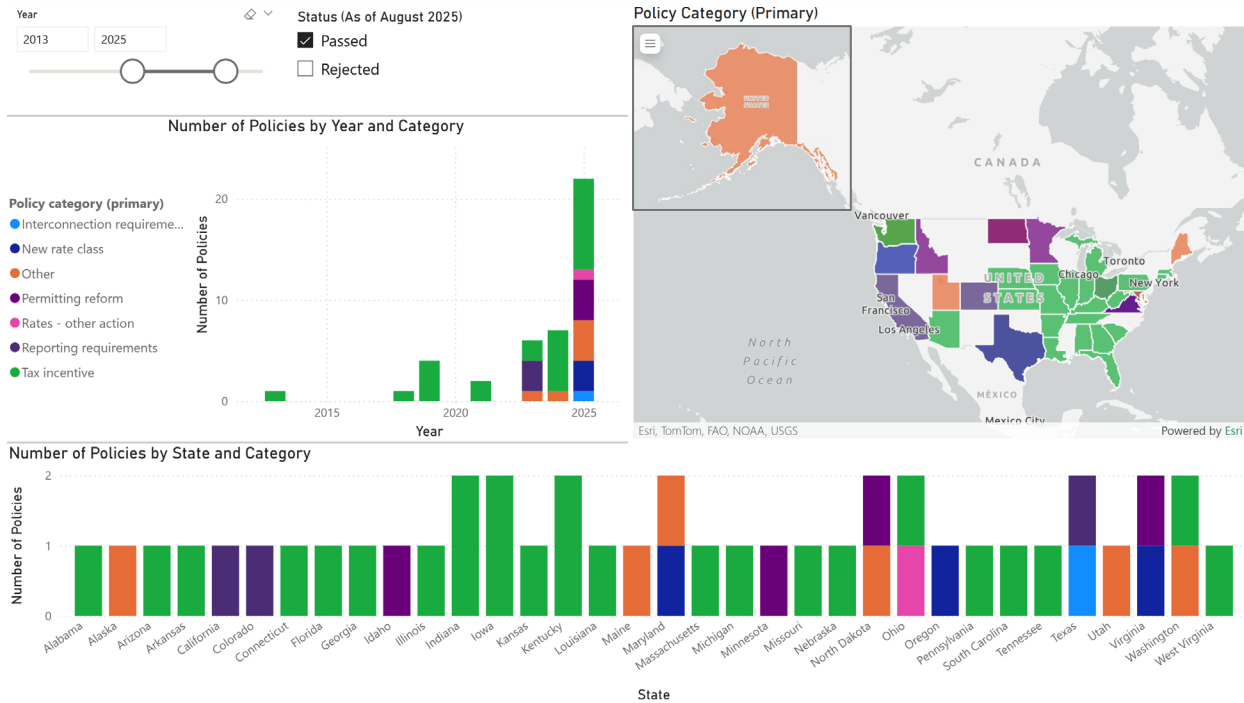 Year
2013
2025
Status (As of August 2025)
Passed
Rejected
Policy Category (Primary)
UNITED
STATES
CANADA
Vancouver
Toronto
Chicago
New York
UNITED
STATES
San
Francisco
Los Angeles
North
Pacific
Ocean
MÉXICO
Mexico City
Esri, TomTom, FAO, NOAA, USGS
Powered by Esri
Number of Policies by Year and Category
Policy category (primary)
Interconnection requireme...
New rate class
Other
Permitting reform
Rates - other action
Reporting requirements
Tax incentive
Number of Policies
20
10
0
2015
2020
2025
Year
Number of Policies by State and Category
Number of Policies
2
1
0
Alabama
Alaska
Arizona
Arkansas
California
Colorado
Connecticut
Florida
Georgia
Idaho
Illinois
Indiana
Iowa
Kansas
Kentucky
Louisiana
Maine
Maryland
Massachusetts
Michigan
Minnesota
Missouri
Nebraska
North Dakota
Ohio
Oregon
Pennsylvania
South Carolina
Tennessee
Texas
Utah
Virginia
Washington
West Virginia
State